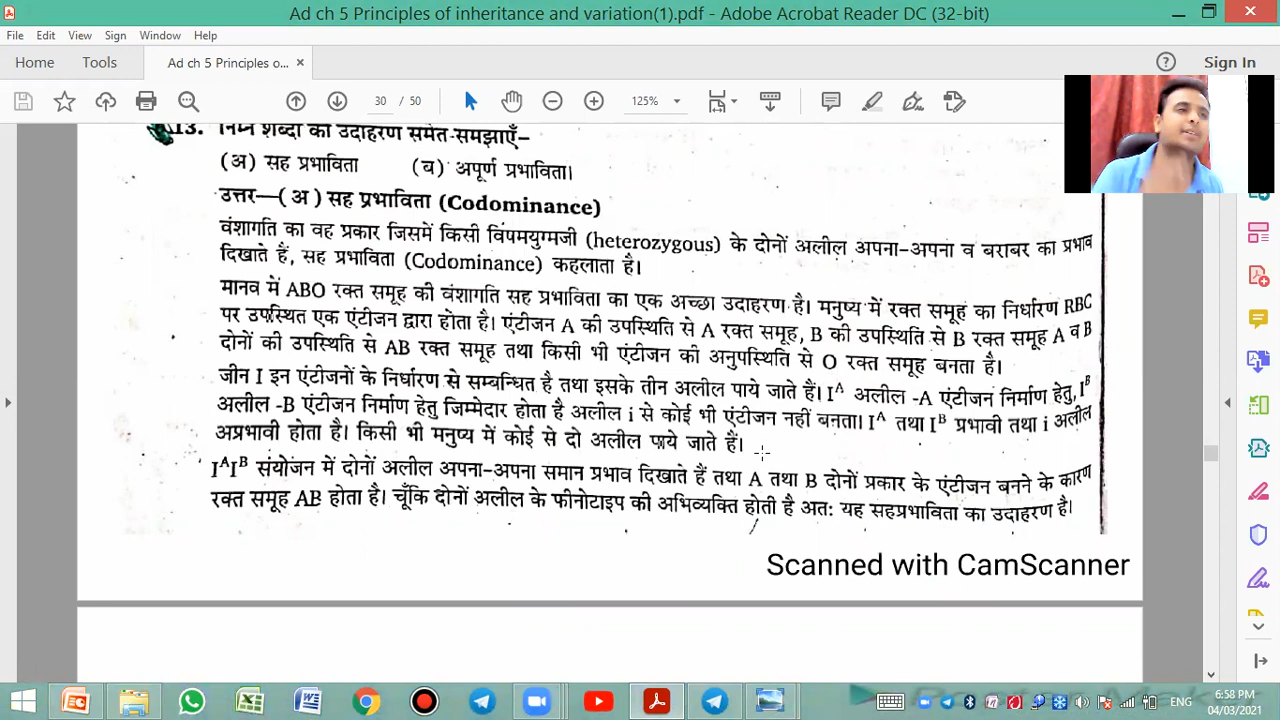 Ad ch 5 Principles of inheritance and variation(1).pdf - Adobe Acrobat Reader DC (32-bit)
File Edit View Sign Window Help
Home Tools Ad ch 5 Principles o... × Sign In
30 / 50 125%
13. निम्न शब्दों को उदाहरण समेत समझाएँ–
(अ) सह प्रभाविता (ब) अपूर्ण प्रभाविता।
उत्तर—(अ) सह प्रभाविता (Codominance)
वंशागति का वह प्रकार जिसमें किसी विषमयुग्मजी (heterozygous) के दोनों अलील अपना-अपना व बराबर का प्रभाव
दिखाते हैं, सह प्रभाविता (Codominance) कहलाता है।
मानव में ABO रक्त समूह की वंशागति सह प्रभाविता का एक अच्छा उदाहरण है। मनुष्य में रक्त समूह का निर्धारण RBC
पर उपस्थित एक एंटीजन द्वारा होता है। एंटीजन A की उपस्थिति से A रक्त समूह, B की उपस्थिति से B रक्त समूह A व B
दोनों की उपस्थिति से AB रक्त समूह तथा किसी भी एंटीजन की अनुपस्थिति से O रक्त समूह बनता है।
जीन I इन एंटीजनों के निर्धारण से सम्बन्धित है तथा इसके तीन अलील पाये जाते हैं। Iᴬ अलील -A एंटीजन निर्माण हेतु, Iᴮ
अलील -B एंटीजन निर्माण हेतु जिम्मेदार होता है अलील i से कोई भी एंटीजन नहीं बनता। Iᴬ तथा Iᴮ प्रभावी तथा i अलील
अप्रभावी होता है। किसी भी मनुष्य में कोई से दो अलील पाये जाते हैं।
IᴬIᴮ संयोजन में दोनों अलील अपना-अपना समान प्रभाव दिखाते हैं तथा A तथा B दोनों प्रकार के एंटीजन बनने के कारण
रक्त समूह AB होता है। चूँकि दोनों अलील के फीनोटाइप की अभिव्यक्ति होती है अत: यह सहप्रभाविता का उदाहरण है।
Scanned with CamScanner
ENG
6:58 PM
04/03/2021